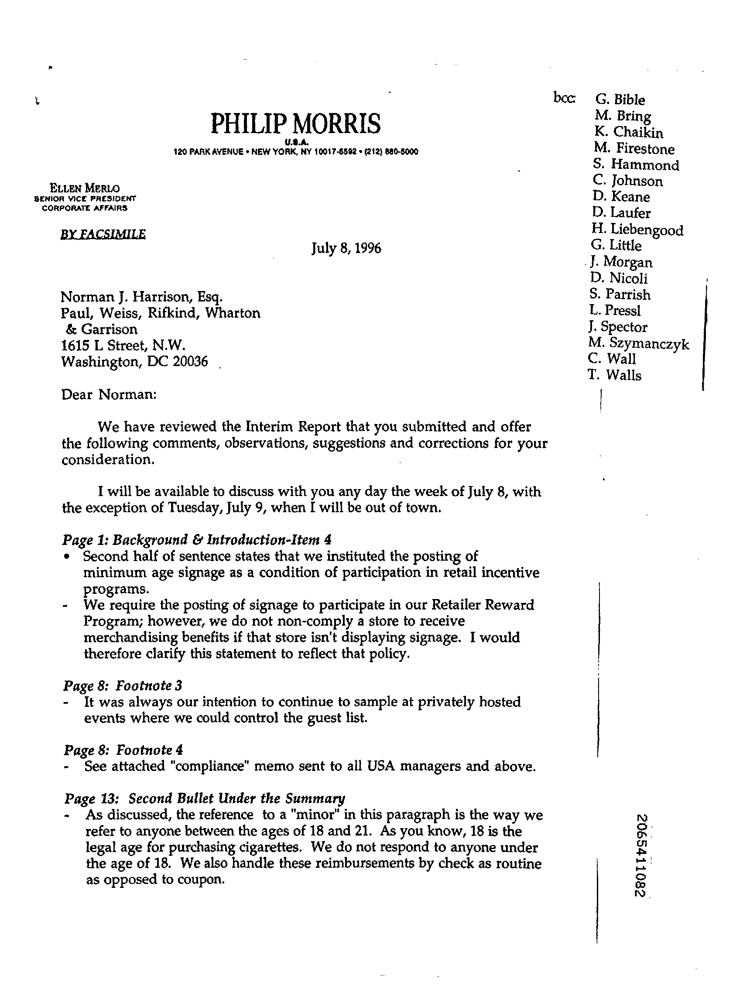 PHILIP MORRIS
U.S.A.
120 PARK AVENUE • NEW YORK, NY 10017-5592 • (212) 880-5000
bcc: G. Bible
M. Bring
K. Chaikin
M. Firestone
S. Hammond
C. Johnson
D. Keane
D. Laufer
H. Liebengood
G. Little
J. Morgan
D. Nicoli
S. Parrish
L. Pressl
J. Spector
M. Szymanczyk
C. Wall
T. Walls
ELLEN MERLO
SENIOR VICE PRESIDENT
CORPORATE AFFAIRS
BY FACSIMILE
July 8, 1996
Norman J. Harrison, Esq.
Paul, Weiss, Rifkind, Wharton
& Garrison
1615 L Street, N.W.
Washington, DC 20036
Dear Norman:
We have reviewed the Interim Report that you submitted and offer
the following comments, observations, suggestions and corrections for your
consideration.
I will be available to discuss with you any day the week of July 8, with
the exception of Tuesday, July 9, when I will be out of town.
Page 1: Background & Introduction-Item 4
• Second half of sentence states that we instituted the posting of
minimum age signage as a condition of participation in retail incentive
programs.
- We require the posting of signage to participate in our Retailer Reward
Program; however, we do not non-comply a store to receive
merchandising benefits if that store isn't displaying signage. I would
therefore clarify this statement to reflect that policy.
Page 8: Footnote 3
- It was always our intention to continue to sample at privately hosted
events where we could control the guest list.
Page 8: Footnote 4
- See attached "compliance" memo sent to all USA managers and above.
Page 13: Second Bullet Under the Summary
- As discussed, the reference to a "minor" in this paragraph is the way we
refer to anyone between the ages of 18 and 21. As you know, 18 is the
legal age for purchasing cigarettes. We do not respond to anyone under
the age of 18. We also handle these reimbursements by check as routine
as opposed to coupon.
2065411082